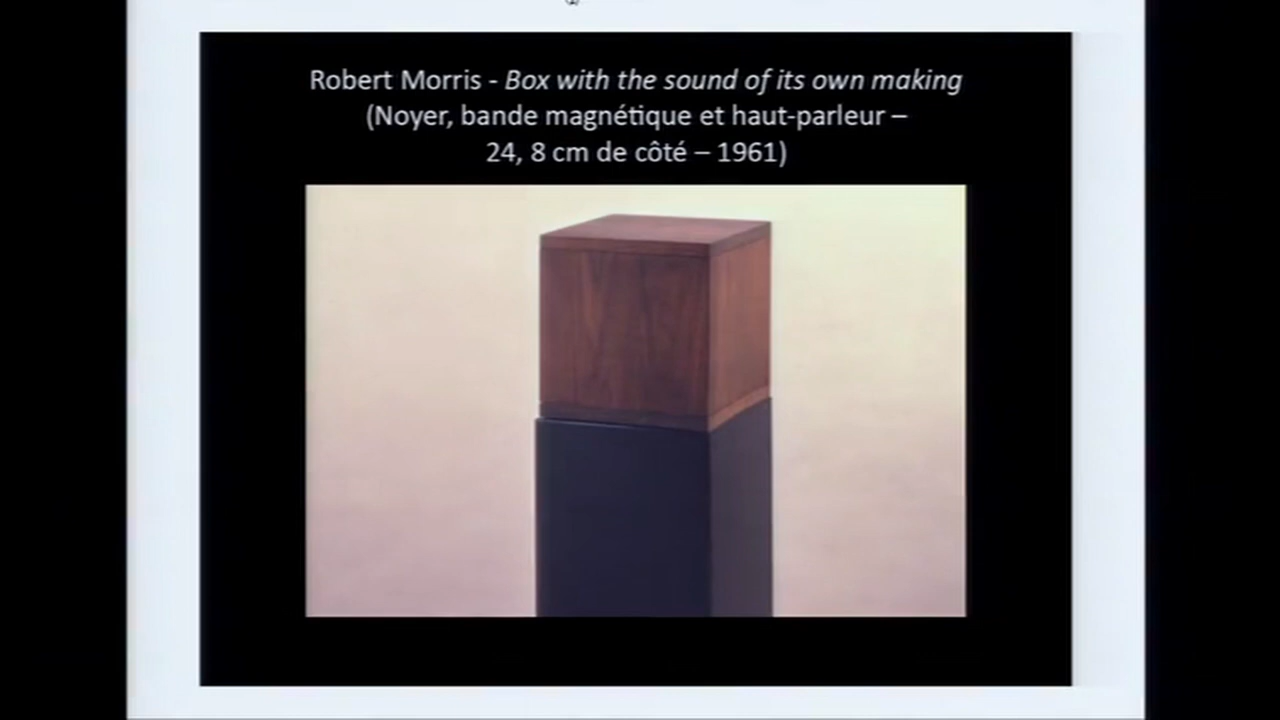 Robert Morris - Box with the sound of its own making
(Noyer, bande magnétique et haut-parleur –
24, 8 cm de côté – 1961)